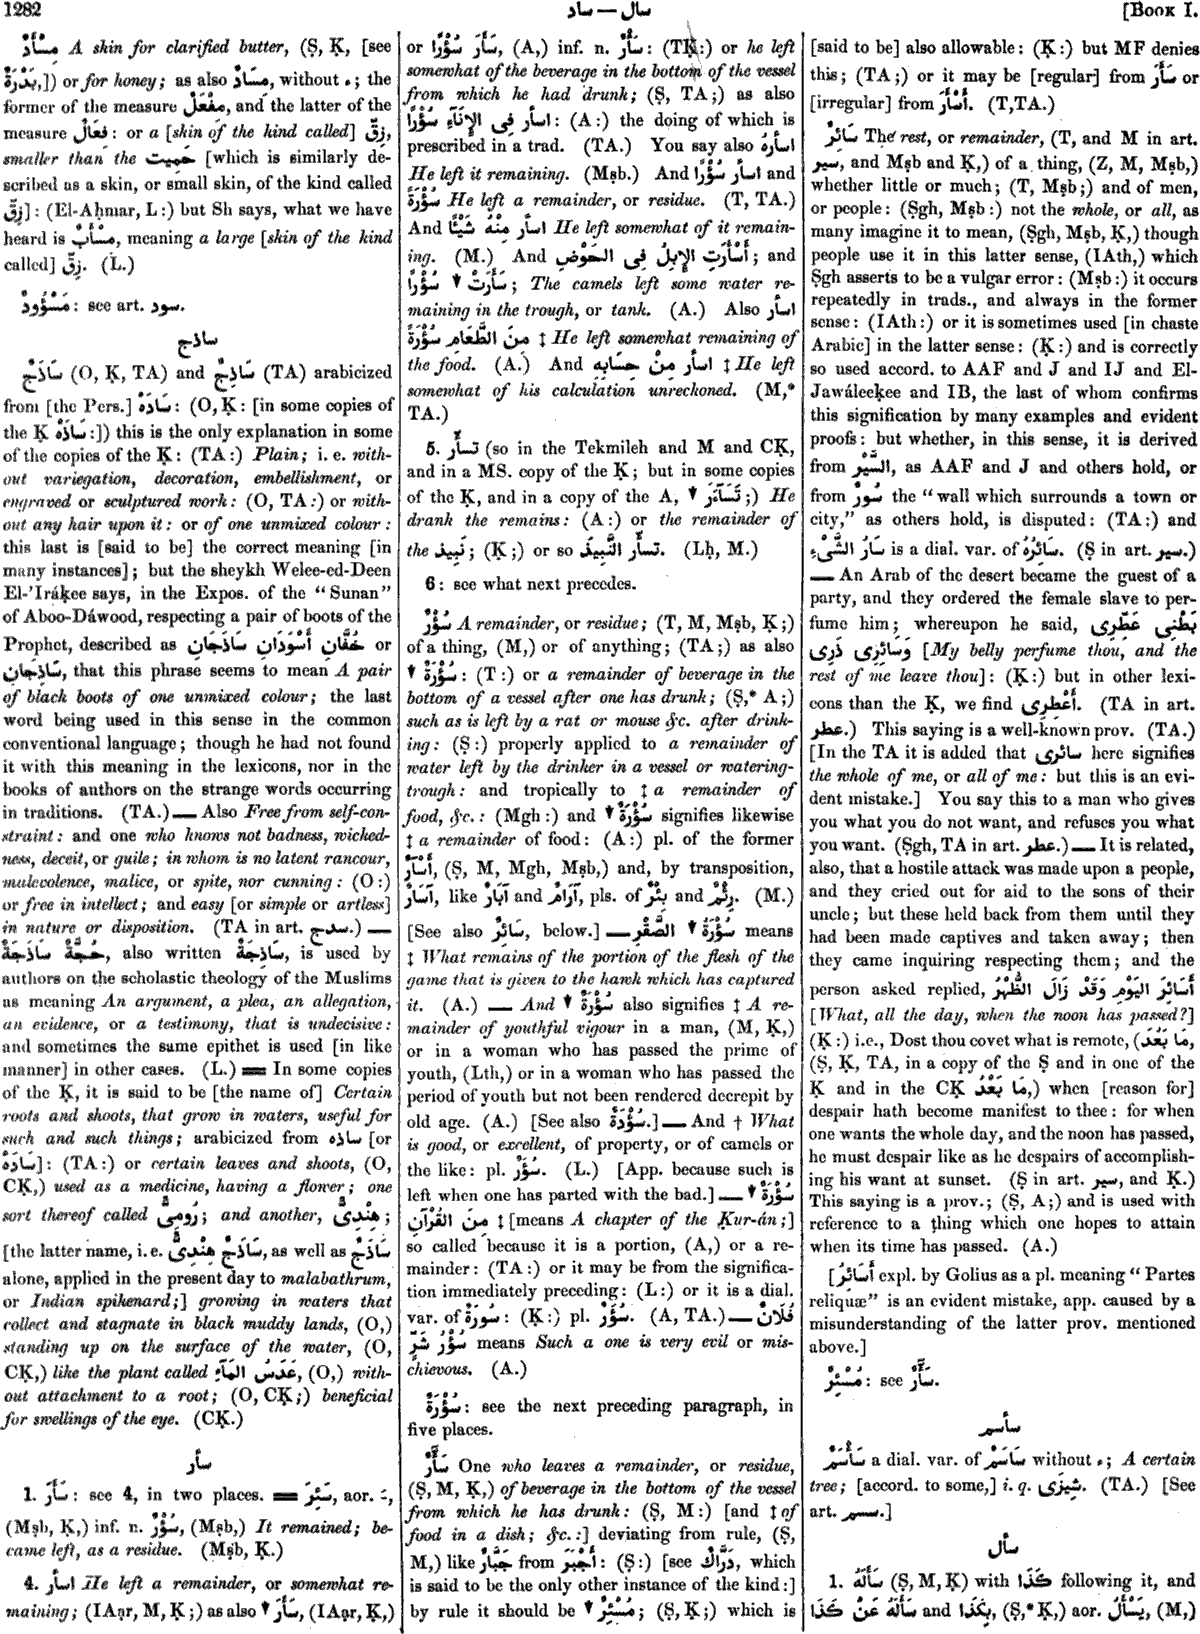 1282
ساد — سال
[BOOK I.
مِسْأَدٌ A skin for clarified butter, (Ṣ, Ḳ, [see
بَدْرَةٌ,]) or for honey; as also مِسَادٌ, without ء; the
former of the measure مِفْعَلٌ, and the latter of the
measure فِعَالٌ: or a [skin of the kind called] زِقّ,
smaller than the حَمِيت [which is similarly de-
scribed as a skin, or small skin, of the kind called
زِقّ]: (El-Aḥmar, L:) but Sh says, what we have
heard is مِسْأَبٌ, meaning a large [skin of the kind
called] زِقّ. (L.)
مَسْؤُودٌ: see art. سود.
ساذج
سَاذَجٌ (O, Ḳ, TA) and سَاذِجٌ (TA) arabicized
from [the Pers.] سَادَهْ: (O, Ḳ: [in some copies of
the Ḳ سَاذَهْ:]) this is the only explanation in some
of the copies of the Ḳ: (TA:) Plain; i. e. with-
out variegation, decoration, embellishment, or
engraved or sculptured work: (O, TA:) or with-
out any hair upon it: or of one unmixed colour:
this last is [said to be] the correct meaning [in
many instances]; but the sheykh Welee-ed-Deen
El-'Iráḳee says, in the Expos. of the “Sunan”
of Aboo-Dáwood, respecting a pair of boots of the
Prophet, described as خُفَّانِ أَسْوَدَانِ سَاذَجَانِ or
سَاذِجَانِ, that this phrase seems to mean A pair
of black boots of one unmixed colour; the last
word being used in this sense in the common
conventional language; though he had not found
it with this meaning in the lexicons, nor in the
books of authors on the strange words occurring
in traditions. (TA.) — Also Free from self-con-
straint: and one who knows not badness, wicked-
ness, deceit, or guile; in whom is no latent rancour,
malevolence, malice, or spite, nor cunning: (O:)
or free in intellect; and easy [or simple or artless]
in nature or disposition. (TA in art. سدج.) —
حُجَّةٌ سَاذَجَةٌ, also written سَاذِجَةٌ, is used by
authors on the scholastic theology of the Muslims
as meaning An argument, a plea, an allegation,
an evidence, or a testimony, that is undecisive:
and sometimes the same epithet is used [in like
manner] in other cases. (L.) ＝ In some copies
of the Ḳ, it is said to be [the name of] Certain
roots and shoots, that grow in waters, useful for
such and such things; arabicized from ساذه [or
سَاذَهْ]: (TA:) or certain leaves and shoots, (O,
CḲ,) used as a medicine, having a flower; one
sort thereof called رُومِىٌّ; and another, هِنْدِىٌّ;
[the latter name, i. e. سَاذَجٌ هِنْدِىٌّ, as well as سَاذَجٌ
alone, applied in the present day to malabathrum,
or Indian spikenard;] growing in waters that
collect and stagnate in black muddy lands, (O,)
standing up on the surface of the water, (O,
CḲ,) like the plant called عَدَسُ المَآءِ, (O,) with-
out attachment to a root; (O, CḲ;) beneficial
for swellings of the eye. (CḲ.)
سأر
1. سَأَرَ: see 4, in two places. ＝ سَئِرَ, aor. ـَ,
(Mṣb, Ḳ,) inf. n. سُؤْرٌ, (Mṣb,) It remained; be-
came left, as a residue. (Mṣb, Ḳ.)
4. اسأر He left a remainder, or somewhat re-
maining; (IAạr, M, Ḳ;) as also ▼ سَأَرَ, (IAạr, Ḳ,)
or سَأَرَ سُؤْرًا, (A,) inf. n. سَأْرٌ: (TḲ:) or he left
somewhat of the beverage in the bottom of the vessel
from which he had drunk; (Ṣ, TA;) as also
اسأر فِى الإِنَآءِ سُؤْرًا: (A:) the doing of which is
prescribed in a trad. (TA.) You say also اسأرهُ
He left it remaining. (Mṣb.) And اسأر سُؤْرًا and
سُؤْرَةً He left a remainder, or residue. (T, TA.)
And اسأر مِنْهُ شَيْئًا He left somewhat of it remain-
ing. (M.) And أَسْأَرَتِ الإِبِلُ فِى الحَوْضِ; and
▼ سَأَرَتْ سُؤْرًا; The camels left some water re-
maining in the trough, or tank. (A.) Also اسأر
مِنَ الطَّعَامِ سُؤْرَةً ‡ He left somewhat remaining of
the food. (A.) And اسأر مِنْ حِسَابِهِ ‡ He left
somewhat of his calculation unreckoned. (M,*
TA.)
5. تسأّر (so in the Tekmileh and M and CḲ,
and in a MS. copy of the Ḳ; but in some copies
of the Ḳ, and in a copy of the A, ▼ تَسَآءَرَ;) He
drank the remains: (A:) or the remainder of
the نَبِيذ; (Ḳ;) or so تسأّر النَّبِيذَ. (Lḥ, M.)
6: see what next precedes.
سُؤْرٌ A remainder, or residue; (T, M, Mṣb, Ḳ;)
of a thing, (M,) or of anything; (TA;) as also
▼ سُؤْرَةٌ: (T:) or a remainder of beverage in the
bottom of a vessel after one has drunk; (Ṣ,* A;)
such as is left by a rat or mouse &c. after drink-
ing: (Ṣ:) properly applied to a remainder of
water left by the drinker in a vessel or watering-
trough: and tropically to ‡ a remainder of
food, &c.: (Mgh:) and ▼ سُؤْرَةٌ signifies likewise
‡ a remainder of food: (A:) pl. of the former
أَسْآرٌ, (Ṣ, M, Mgh, Mṣb,) and, by transposition,
آسَارٌ, like آبَارٌ and آرَامٌ, pls. of بِئْرٌ and رِئْمٌ. (M.)
[See also سَائِرٌ, below.] — سُؤْرَةُ ▼ الصَّقْرِ means
‡ What remains of the portion of the flesh of the
game that is given to the hawk which has captured
it. (A.) — And ▼ سُؤْرَةٌ also signifies ‡ A re-
mainder of youthful vigour in a man, (M, Ḳ,)
or in a woman who has passed the prime of
youth, (Lth,) or in a woman who has passed the
period of youth but not been rendered decrepit by
old age. (A.) [See also سُؤْدَةٌ.] — And † What
is good, or excellent, of property, or of camels or
the like: pl. سُؤَرٌ. (L.) [App. because such is
left when one has parted with the bad.] — ▼ سُؤْرَةٌ
مِنَ القُرْآنِ ‡ [means A chapter of the Ḳur-án;]
so called because it is a portion, (A,) or a re-
mainder: (TA:) or it may be from the significa-
tion immediately preceding: (L:) or it is a dial.
var. of سُورَةٌ: (Ḳ:) pl. سُؤَرٌ. (A, TA.) — فُلَانٌ
سُؤْرُ شَرٍّ means Such a one is very evil or mis-
chievous. (A.)
سُؤْرَةٌ: see the next preceding paragraph, in
five places.
سَأَّرٌ One who leaves a remainder, or residue,
(Ṣ, M, Ḳ,) of beverage in the bottom of the vessel
from which he has drunk: (Ṣ, M:) [and ‡ of
food in a dish; &c.:] deviating from rule, (Ṣ,
M,) like جَبَّارٌ from أَجْبَرَ: (Ṣ:) [see دَرَّاكٌ, which
is said to be the only other instance of the kind:]
by rule it should be ▼ مُسْئِرٌ; (Ṣ, Ḳ;) which is
[said to be] also allowable: (Ḳ:) but MF denies
this; (TA;) or it may be [regular] from سَأَرَ or
[irregular] from أَسْأَرَ. (T,TA.)
سَائِرٌ The rest, or remainder, (T, and M in art.
سير, and Mṣb and Ḳ,) of a thing, (Z, M, Mṣb,)
whether little or much; (T, Mṣb;) and of men,
or people: (Ṣgh, Mṣb:) not the whole, or all, as
many imagine it to mean, (Ṣgh, Mṣb, Ḳ,) though
people use it in this latter sense, (IAth,) which
Ṣgh asserts to be a vulgar error: (Mṣb:) it occurs
repeatedly in trads., and always in the former
sense: (IAth:) or it is sometimes used [in chaste
Arabic] in the latter sense: (Ḳ:) and is correctly
so used accord. to AAF and J and IJ and El-
Jawáleeḳee and IB, the last of whom confirms
this signification by many examples and evident
proofs: but whether, in this sense, it is derived
from السَّيْرُ, as AAF and J and others hold, or
from سُورٌ the “wall which surrounds a town or
city,” as others hold, is disputed: (TA:) and
سَارُ الشَّىْءِ is a dial. var. of سَائِرُهُ. (Ṣ in art. سير.)
— An Arab of the desert became the guest of a
party, and they ordered the female slave to per-
fume him; whereupon he said, بَطْنِى عَطِّرِى
وَسَائِرِى ذَرِى [My belly perfume thou, and the
rest of me leave thou]: (Ḳ:) but in other lexi-
cons than the Ḳ, we find أَعْطِرِى. (TA in art.
عطر.) This saying is a well-known prov. (TA.)
[In the TA it is added that سائرى here signifies
the whole of me, or all of me: but this is an evi-
dent mistake.] You say this to a man who gives
you what you do not want, and refuses you what
you want. (Ṣgh, TA in art. عطر.) — It is related,
also, that a hostile attack was made upon a people,
and they cried out for aid to the sons of their
uncle; but these held back from them until they
had been made captives and taken away; then
they came inquiring respecting them; and the
person asked replied, أَسَائِرَ اليَوْمِ وَقَدْ زَالَ الظُّهْرُ
[What, all the day, when the noon has passed?]
(Ḳ:) i.e., Dost thou covet what is remote, (مَا بَعُدَ,
(Ṣ, Ḳ, TA, in a copy of the Ṣ and in one of the
Ḳ and in the CḲ مَا بَعْدُ,) when [reason for]
despair hath become manifest to thee: for when
one wants the whole day, and the noon has passed,
he must despair like as he despairs of accomplish-
ing his want at sunset. (Ṣ in art. سير, and Ḳ.)
This saying is a prov.; (Ṣ, A;) and is used with
reference to a thing which one hopes to attain
when its time has passed. (A.)
[أَسَائِرُ expl. by Golius as a pl. meaning “Partes
reliquæ” is an evident mistake, app. caused by a
misunderstanding of the latter prov. mentioned
above.]
مُسْئِرٌ: see سَأَّرٌ.
سأسم
سَأْسَمٌ a dial. var. of سَاسَمٌ without ء; A certain
tree; [accord. to some,] i. q. شِيزَى. (TA.) [See
art. سسم.]
سأل
1. سَأَلَهُ (Ṣ, M, Ḳ) with كَذَا following it, and
سَأَلَهُ عَنْ كَذَا and بِكَذَا, (Ṣ,* Ḳ,) aor. يَسْأَلُ, (M,)